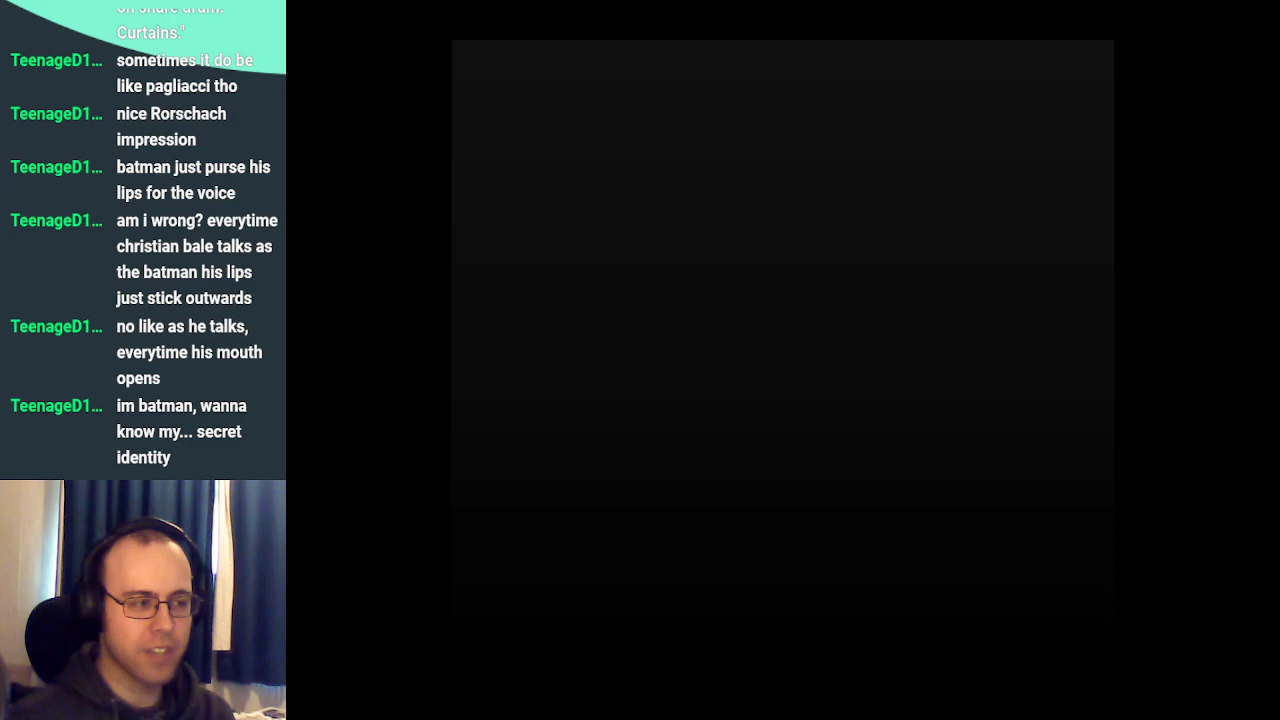 Curtains."
TeenageD1... sometimes it do be
like pagliacci tho
TeenageD1... nice Rorschach
impression
TeenageD1... batman just purse his
lips for the voice
TeenageD1... am i wrong? everytime
christian bale talks as
the batman his lips
just stick outwards
TeenageD1... no like as he talks,
everytime his mouth
opens
TeenageD1... im batman, wanna
know my... secret
identity